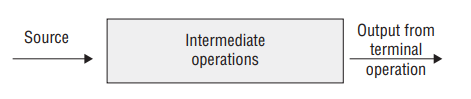 Source
Intermediate
operations
Output from
terminal
operation